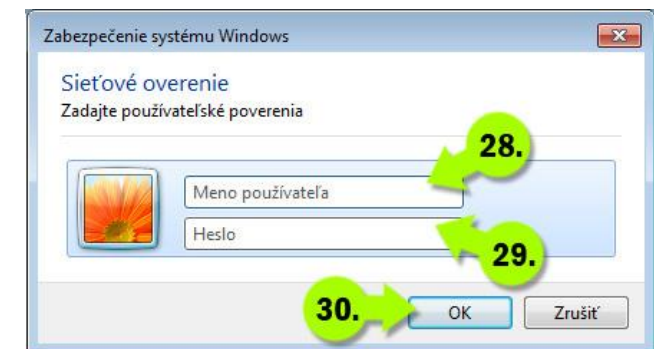 Zabezpečenie systému Windows
Sieťové overenie
Zadajte používateľské poverenia
28.
Meno používateľa
Heslo
29.
30.
OK
Zrušiť